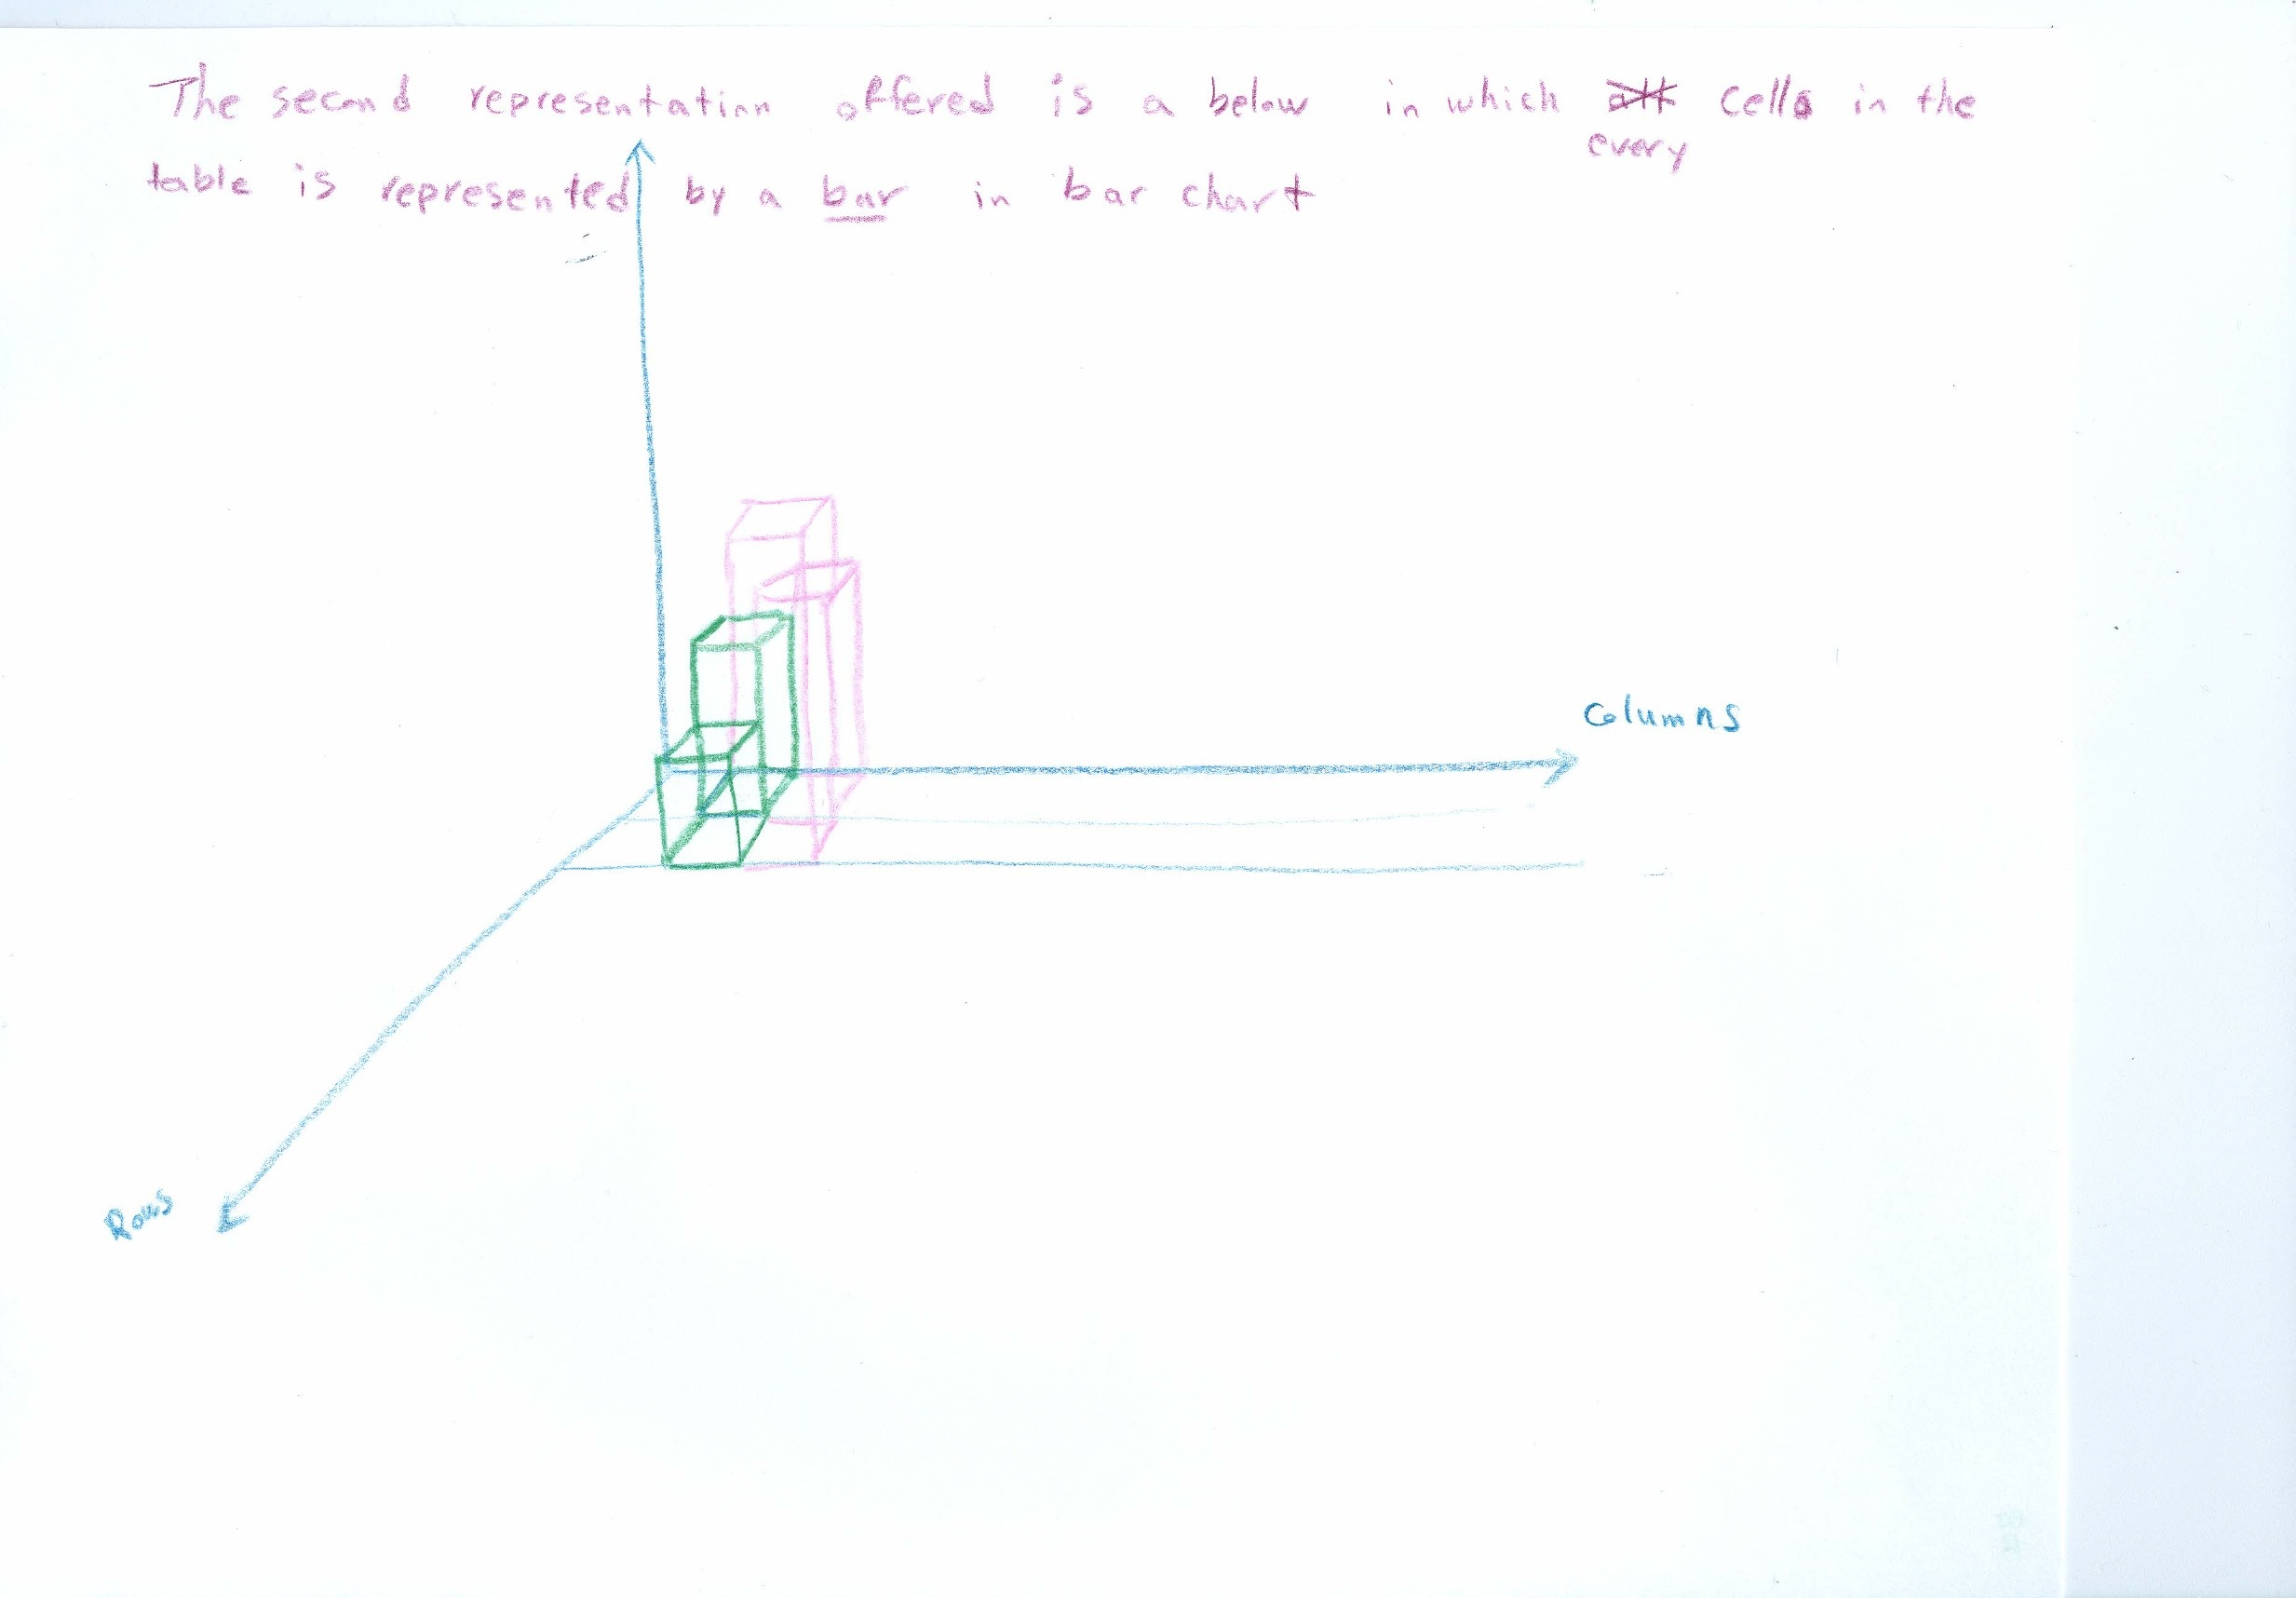 The second representation offered is a below in which all cells in the
every
table is represented by a bar in bar chart
Columns
Rows